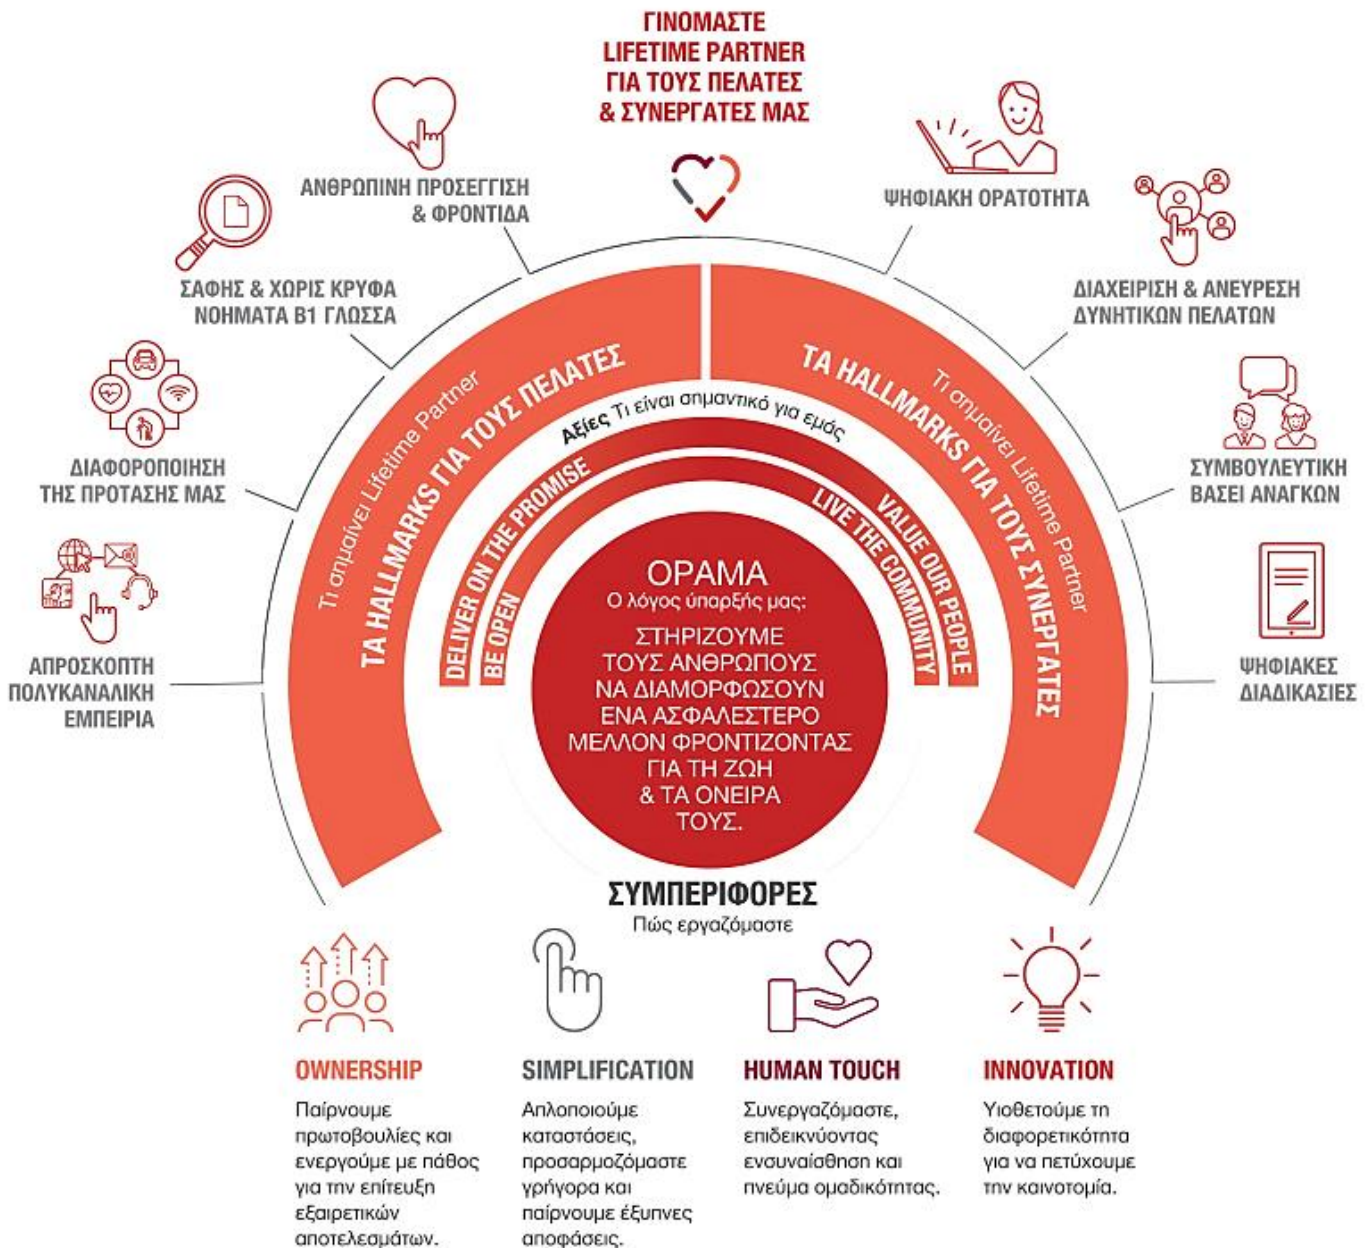 ΓΙΝΟΜΑΣΤΕ
LIFETIME PARTNER
ΓΙΑ ΤΟΥΣ ΠΕΛΑΤΕΣ
& ΣΥΝΕΡΓΑΤΕΣ ΜΑΣ
ΑΝΘΡΩΠΙΝΗ ΠΡΟΣΕΓΓΙΣΗ
& ΦΡΟΝΤΙΔΑ
ΣΑΦΗΣ & ΧΩΡΙΣ ΚΡΥΦΑ
ΝΟΗΜΑΤΑ Β1 ΓΛΩΣΣΑ
ΔΙΑΦΟΡΟΠΟΙΗΣΗ
ΤΗΣ ΠΡΟΤΑΣΗΣ ΜΑΣ
ΑΠΡΟΣΚΟΠΤΗ
ΠΟΛΥΚΑΝΑΛΙΚΗ
ΕΜΠΕΙΡΙΑ
ΨΗΦΙΑΚΗ ΟΡΑΤΟΤΗΤΑ
ΔΙΑΧΕΙΡΙΣΗ & ΑΝΕΥΡΕΣΗ
ΔΥΝΗΤΙΚΩΝ ΠΕΛΑΤΩΝ
ΣΥΜΒΟΥΛΕΥΤΙΚΗ
ΒΑΣΕΙ ΑΝΑΓΚΩΝ
ΨΗΦΙΑΚΕΣ
ΔΙΑΔΙΚΑΣΙΕΣ
Τι σημαίνει Lifetime Partner
ΤΑ HALLMARKS ΓΙΑ ΤΟΥΣ ΠΕΛΑΤΕΣ
Τι σημαίνει Lifetime Partner
ΤΑ HALLMARKS ΓΙΑ ΤΟΥΣ ΣΥΝΕΡΓΑΤΕΣ
Αξίες Τι είναι σημαντικό για εμάς
DELIVER ON THE PROMISE
VALUE OUR PEOPLE
BE OPEN
LIVE THE COMMUNITY
ΟΡΑΜΑ
Ο λόγος ύπαρξής μας:
ΣΤΗΡΙΖΟΥΜΕ
ΤΟΥΣ ΑΝΘΡΩΠΟΥΣ
ΝΑ ΔΙΑΜΟΡΦΩΣΟΥΝ
ΕΝΑ ΑΣΦΑΛΕΣΤΕΡΟ
ΜΕΛΛΟΝ ΦΡΟΝΤΙΖΟΝΤΑΣ
ΓΙΑ ΤΗ ΖΩΗ
& ΤΑ ΟΝΕΙΡΑ
ΤΟΥΣ.
ΣΥΜΠΕΡΙΦΟΡΕΣ
Πώς εργαζόμαστε
OWNERSHIP
Παίρνουμε
πρωτοβουλίες και
ενεργούμε με πάθος
για την επίτευξη
εξαιρετικών
αποτελεσμάτων.
SIMPLIFICATION
Απλοποιούμε
καταστάσεις,
προσαρμοζόμαστε
γρήγορα και
παίρνουμε έξυπνες
αποφάσεις.
HUMAN TOUCH
Συνεργαζόμαστε,
επιδεικνύοντας
ενσυναίσθηση και
πνεύμα ομαδικότητας.
INNOVATION
Υιοθετούμε τη
διαφορετικότητα
για να πετύχουμε
την καινοτομία.